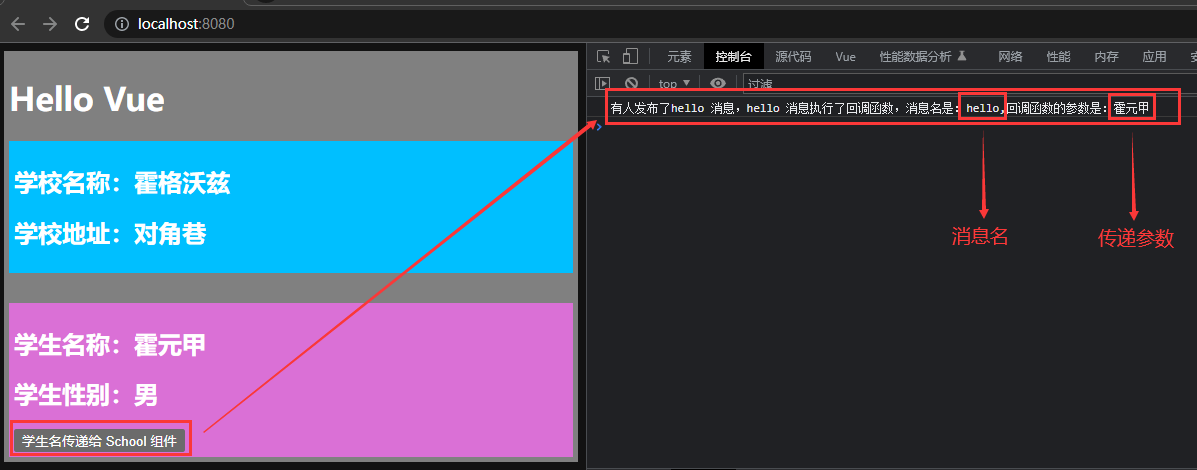 localhost:8080
元素 控制台 源代码 Vue 性能数据分析 网络 性能 内存 应用
top ▼ 过滤
有人发布了hello 消息，hello 消息执行了回调函数，消息名是：hello,回调函数的参数是：霍元甲
消息名
传递参数
Hello Vue
学校名称：霍格沃兹
学校地址：对角巷
学生名称：霍元甲
学生性别：男
学生名传递给 School 组件